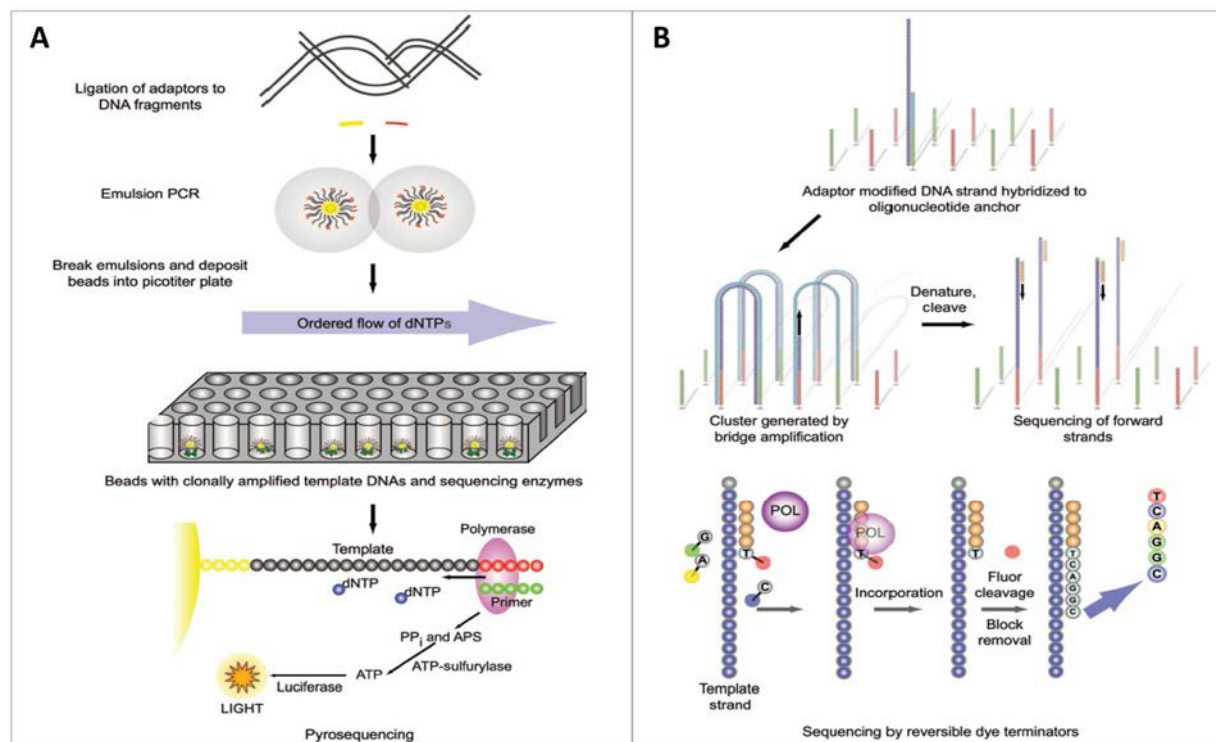 A
Ligation of adaptors to
DNA fragments
Emulsion PCR
Break emulsions and deposit
beads into picotiter plate
Ordered flow of dNTPs
Beads with clonally amplified template DNAs and sequencing enzymes
Polymerase
Template
dNTP
dNTP
Primer
PPi and APS
ATP-sulfurylase
ATP
Luciferase
LIGHT
Pyrosequencing
B
Adaptor modified DNA strand hybridized to
oligonucleotide anchor
Denature,
cleave
Cluster generated by
bridge amplification
Sequencing of forward
strands
POL
G
A
T
C
POL
T
Incorporation
T
Fluor
cleavage
Block
removal
T
C
A
G
G
C
T
C
A
G
G
C
Template
strand
Sequencing by reversible dye terminators